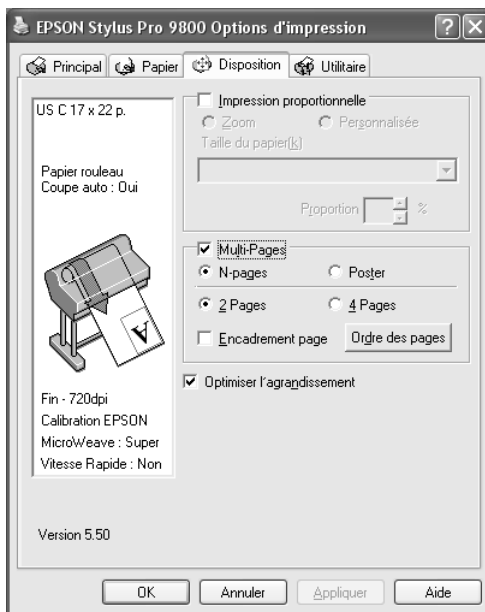 EPSON Stylus Pro 9800 Options d'impression
Principal Papier Disposition Utilitaire
US C 17 x 22 p.
Papier rouleau
Coupe auto : Oui
A
Fin - 720dpi
Calibration EPSON
MicroWeave : Super
Vitesse Rapide : Non
Version 5.50
Impression proportionnelle
Zoom Personnalisée
Taille du papier(k)
Proportion %
Multi-Pages
N-pages Poster
2 Pages 4 Pages
Encadrement page Ordre des pages
Optimiser l'agrandissement
OK Annuler Appliquer Aide